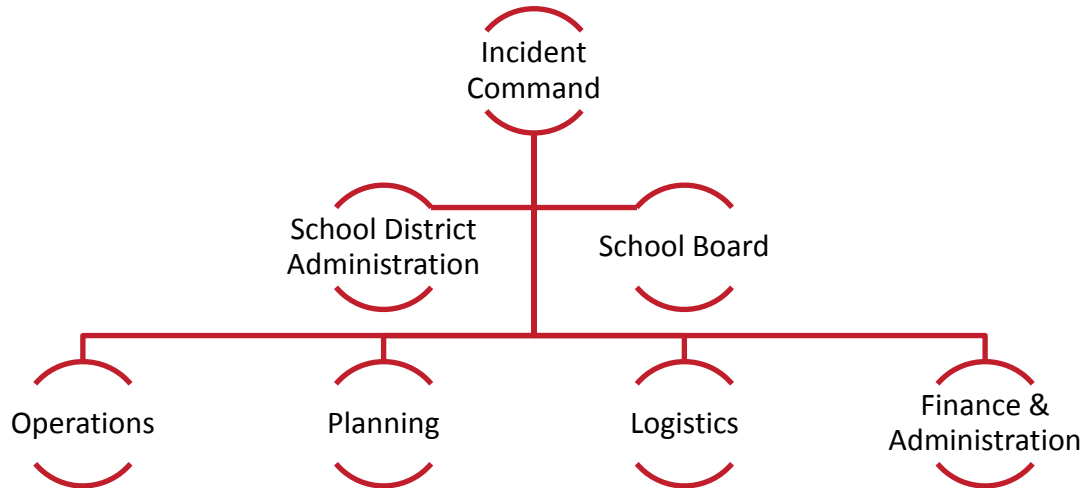 Incident
Command
School District
Administration
School Board
Operations
Planning
Logistics
Finance &
Administration